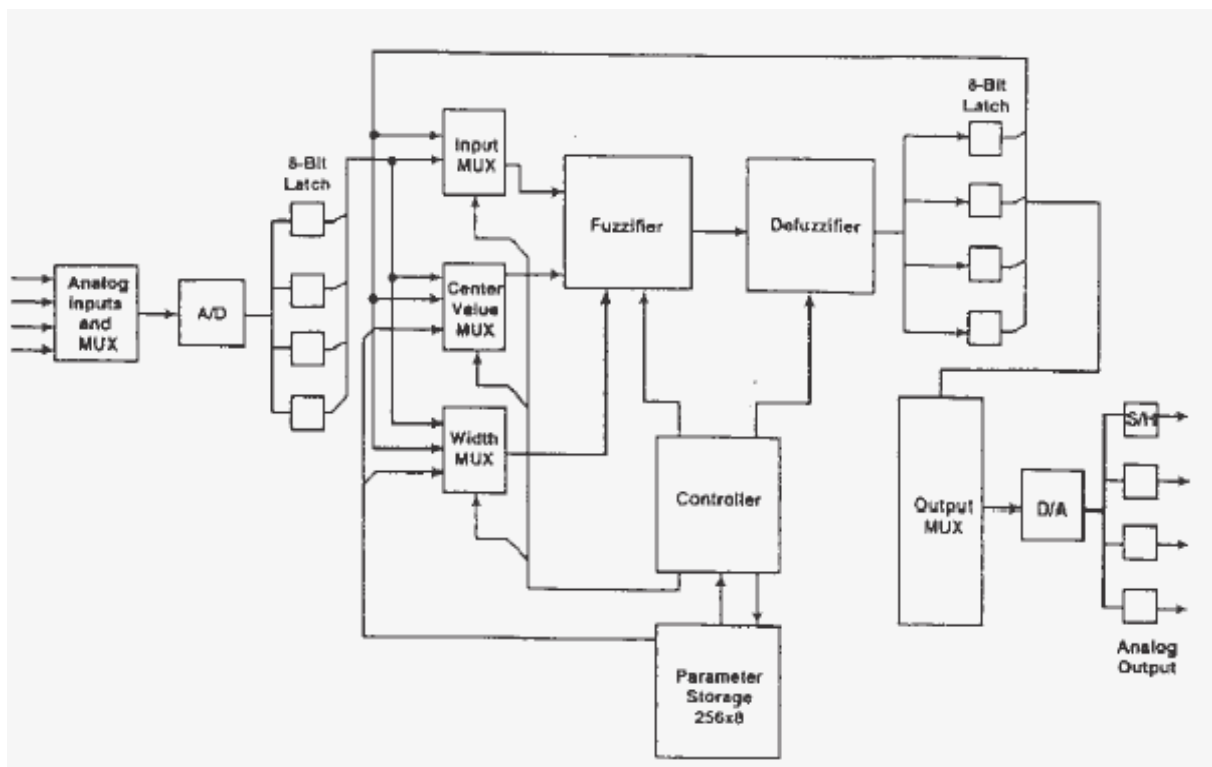 8-Bit
Latch
Input
MUX
8-Bit
Latch
Fuzzifier
Defuzzifier
Analog
inputs
and
MUX
A/D
Center
Value
MUX
Width
MUX
Controller
Output
MUX
D/A
S/H
Parameter
Storage
256x8
Analog
Output